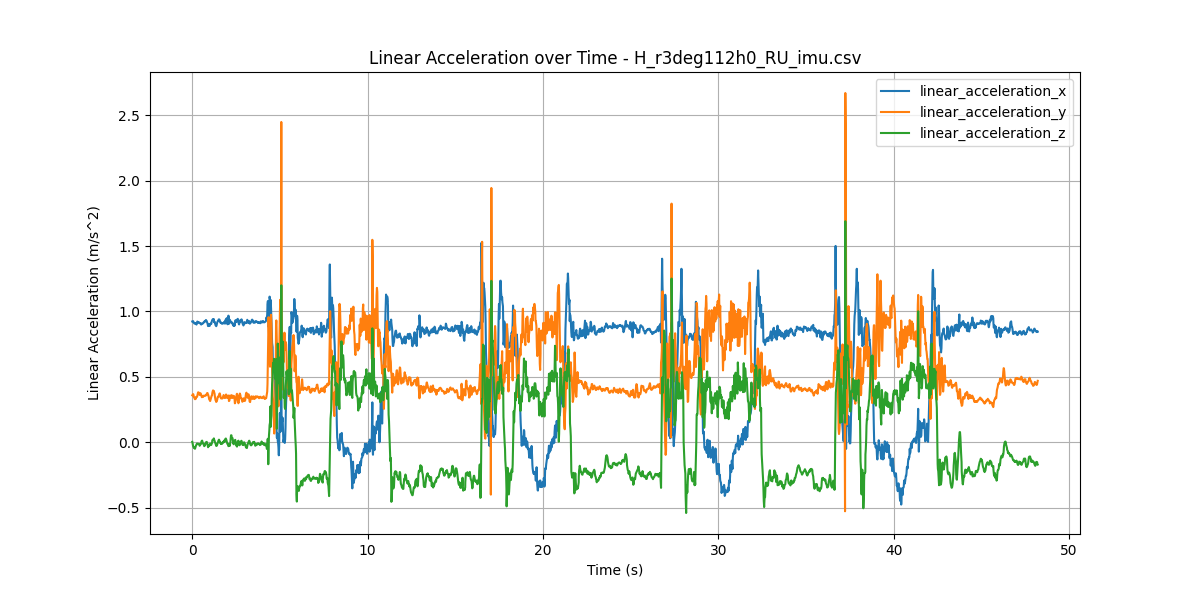 Linear Acceleration over Time - H_r3deg112h0_RU_imu.csv
linear_acceleration_x
linear_acceleration_y
linear_acceleration_z
Linear Acceleration (m/s^2)
2.5
2.0
1.5
1.0
0.5
0.0
−0.5
0 10 20 30 40 50
Time (s)